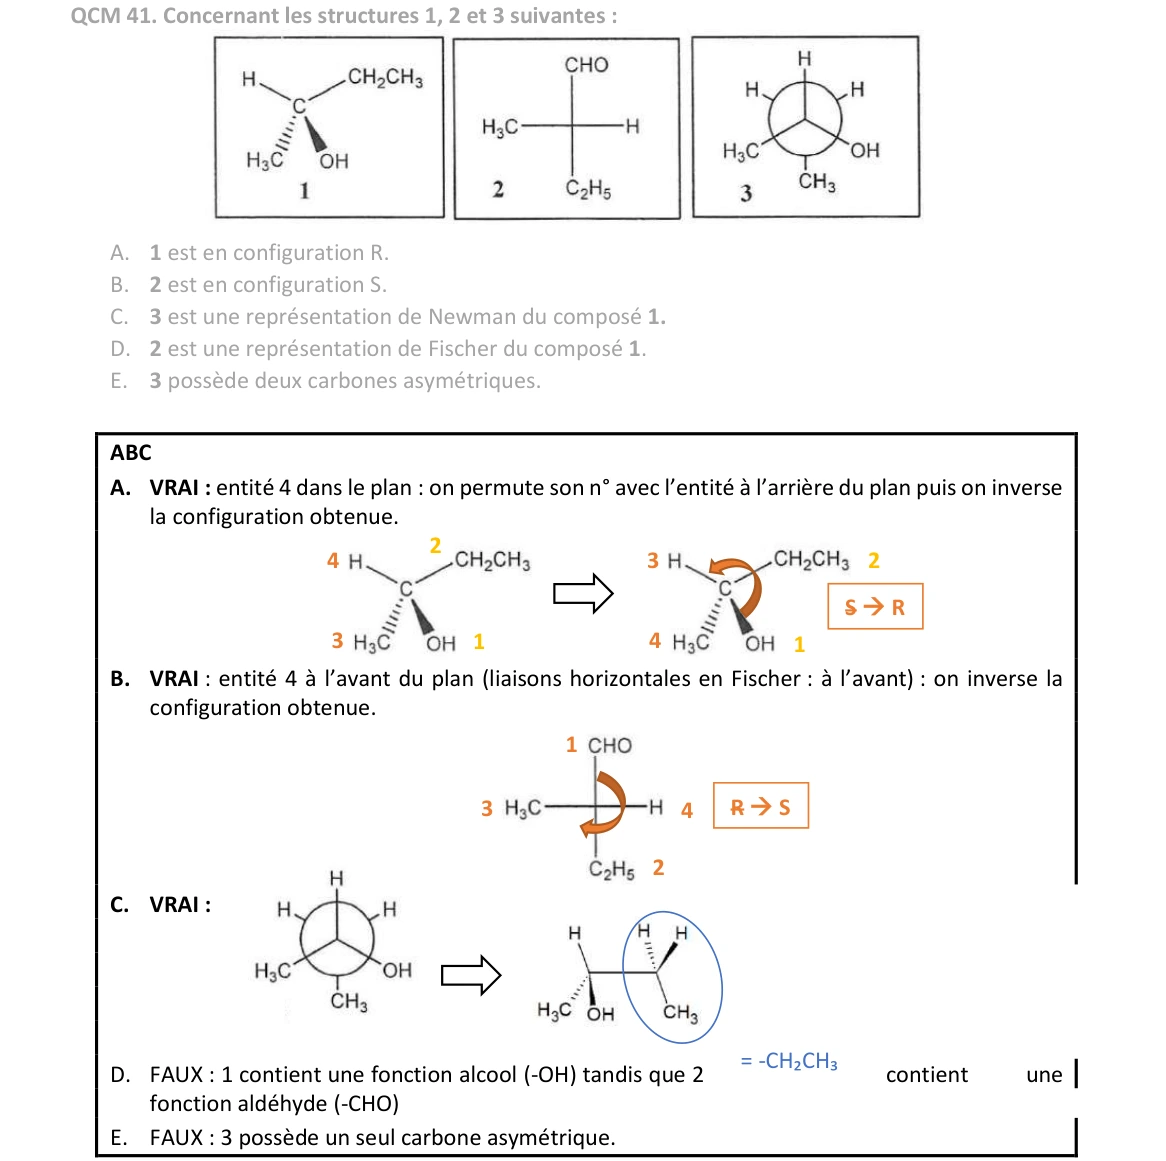 QCM 41. Concernant les structures 1, 2 et 3 suivantes :
H CH₂CH₃
C
H₃C OH
1
CHO
H₃C H
C₂H₅
2
H
H H
H₃C OH
CH₃
3
A. 1 est en configuration R.
B. 2 est en configuration S.
C. 3 est une représentation de Newman du composé 1.
D. 2 est une représentation de Fischer du composé 1.
E. 3 possède deux carbones asymétriques.
ABC
A. VRAI : entité 4 dans le plan : on permute son n° avec l’entité à l’arrière du plan puis on inverse
la configuration obtenue.
2
4 H CH₂CH₃
C
3 H₃C OH 1
3 H CH₂CH₃ 2
C
4 H₃C OH 1
S → R
B. VRAI : entité 4 à l’avant du plan (liaisons horizontales en Fischer : à l’avant) : on inverse la
configuration obtenue.
1 CHO
3 H₃C H 4
C₂H₅ 2
R → S
C. VRAI :
H
H H
H₃C OH
CH₃
H H H
H₃C OH CH₃
= -CH₂CH₃
D. FAUX : 1 contient une fonction alcool (-OH) tandis que 2 contient une
fonction aldéhyde (-CHO)
E. FAUX : 3 possède un seul carbone asymétrique.